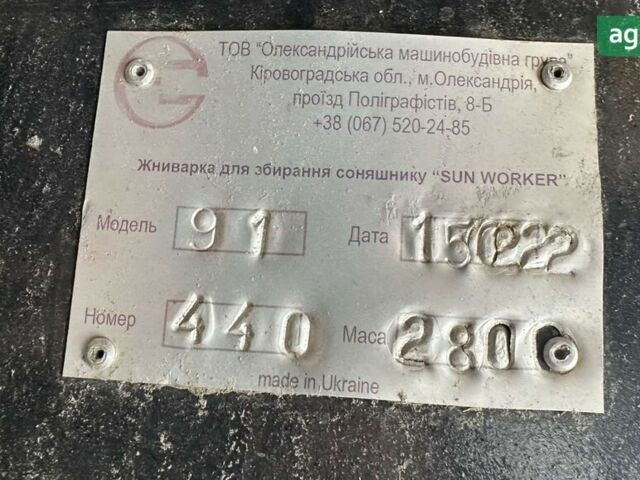 ag
ТОВ "Олександрійська машинобудівна група"
Кіровоградська обл., м.Олександрія,
проїзд Поліграфістів, 8-Б
+38 (067) 520-24-85
Жниварка для збирання соняшнику “SUN WORKER”
Модель 91 Дата
Номер 440 Маса 280
made in Ukraine